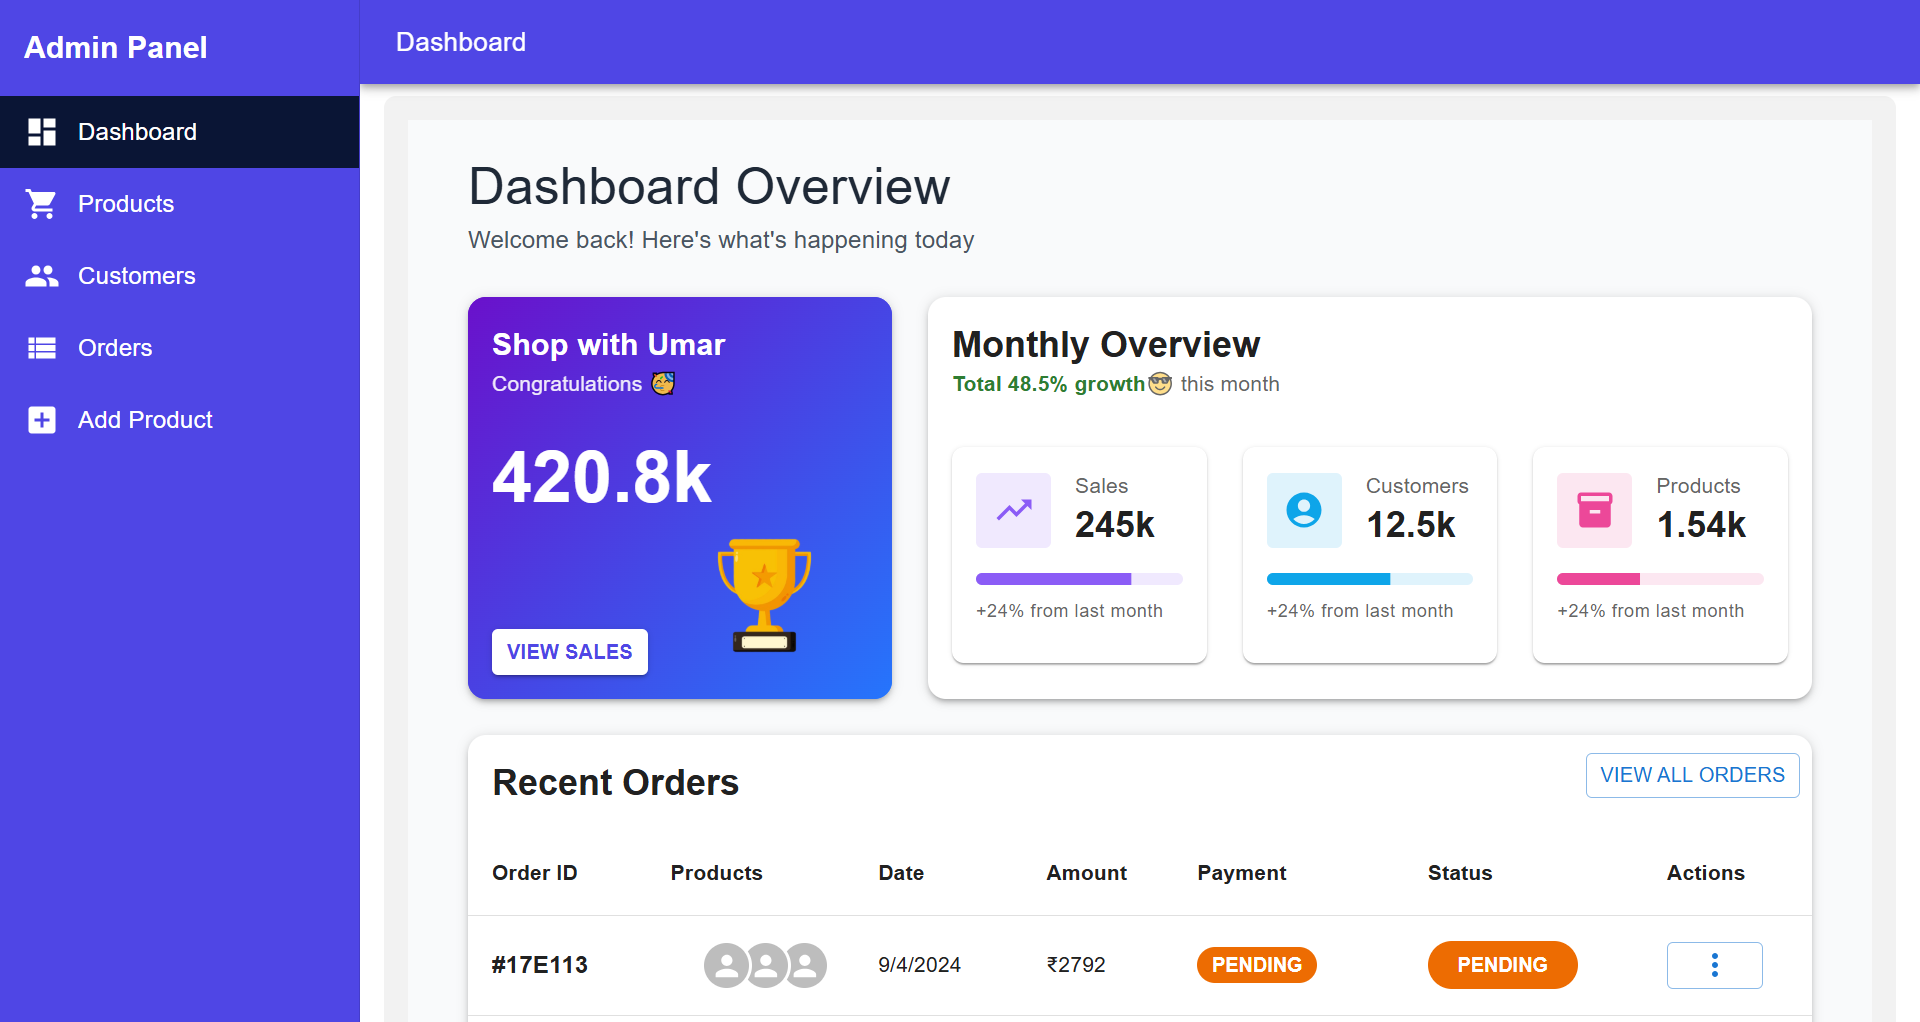 Admin Panel
Dashboard
Dashboard
Products
Customers
Orders
Add Product
Dashboard Overview
Welcome back! Here's what's happening today
Shop with Umar
Congratulations 🥳
420.8k
VIEW SALES
Monthly Overview
Total 48.5% growth😎 this month
Sales
245k
+24% from last month
Customers
12.5k
+24% from last month
Products
1.54k
+24% from last month
Recent Orders
VIEW ALL ORDERS
Order ID Products Date Amount Payment Status Actions
#17E113 9/4/2024 ₹2792 PENDING PENDING